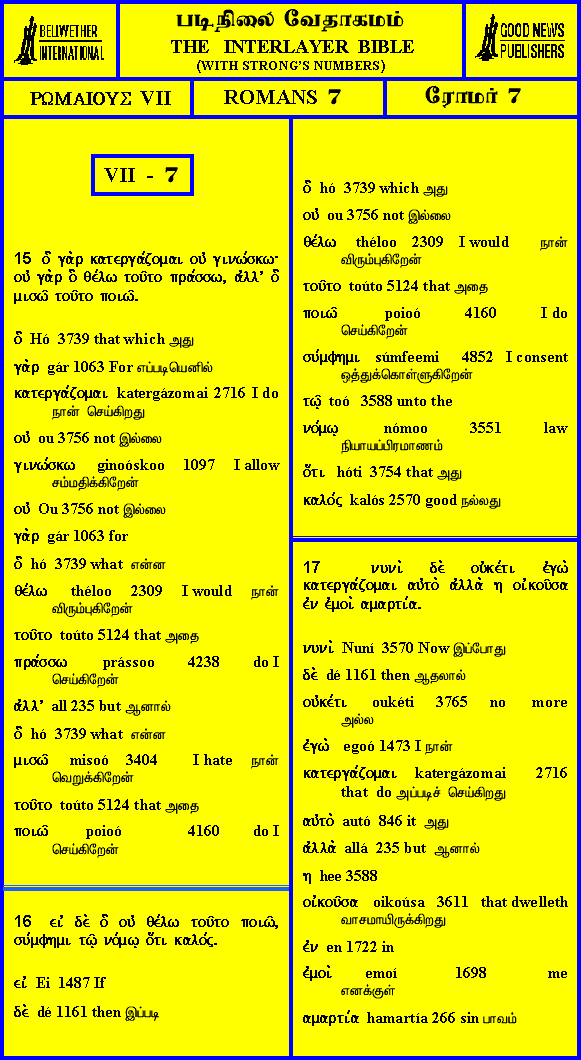 BELLWETHER
INTERNATIONAL
படிநிலை வேதாகமம்
THE INTERLAYER BIBLE
(WITH STRONG'S NUMBERS)
GOOD NEWS
PUBLISHERS
ΡΩΜΑΙΟΥΣ VII
ROMANS 7
ரோமர் 7
VII - 7
15 ὃ γὰρ κατεργάζομαι οὐ γινώσκω·
οὐ γὰρ ὃ θέλω τοῦτο πράσσω, ἀλλ' ὃ
μισῶ τοῦτο ποιῶ.
ὃ Hó 3739 that which அது
γὰρ gár 1063 For எப்படியெனில்
κατεργάζομαι katergázomai 2716 I do
நான் செய்கிறது
οὐ ou 3756 not இல்லை
γινώσκω ginoóskoo 1097 I allow
சம்மதிக்கிறேன்
οὐ Ou 3756 not இல்லை
γὰρ gár 1063 for
ὃ hó 3739 what என்ன
θέλω théloo 2309 I would நான்
விரும்புகிறேன்
τοῦτο toúto 5124 that அதை
πράσσω prássoo 4238 do I
செய்கிறேன்
ἀλλ' all 235 but ஆனால்
ὃ hó 3739 what என்ன
μισῶ misoó 3404 I hate நான்
வெறுக்கிறேன்
τοῦτο toúto 5124 that அதை
ποιῶ poioó 4160 do I
செய்கிறேன்
16 εἰ δὲ ὃ οὐ θέλω τοῦτο ποιῶ,
σύμφημι τῷ νόμῳ ὅτι καλός.
εἰ Ei 1487 If
δὲ dé 1161 then இப்படி
ὃ hó 3739 which அது
οὐ ou 3756 not இல்லை
θέλω théloo 2309 I would நான்
விரும்புகிறேன்
τοῦτο toúto 5124 that அதை
ποιῶ poioó 4160 I do
செய்கிறேன்
σύμφημι súmfeemi 4852 I consent
ஒத்துக்கொள்ளுகிறேன்
τῷ toó 3588 unto the
νόμῳ nómoo 3551 law
நியாயப்பிரமாணம்
ὅτι hóti 3754 that அது
καλός kalós 2570 good நல்லது
17 νυνὶ δὲ οὐκέτι ἐγὼ
κατεργάζομαι αὐτὸ ἀλλὰ η οἰκοῦσα
ἐν ἐμοὶ αμαρτία.
νυνὶ Nuní 3570 Now இப்போது
δὲ dé 1161 then ஆதலால்
οὐκέτι oukéti 3765 no more
அல்ல
ἐγὼ egoó 1473 I நான்
κατεργάζομαι katergázomai 2716
that do அப்படிச் செய்கிறது
αὐτὸ autó 846 it அது
ἀλλὰ allá 235 but ஆனால்
η hee 3588
οἰκοῦσα oikoúsa 3611 that dwelleth
வாசமாயிருக்கிறது
ἐν en 1722 in
ἐμοὶ emoí 1698 me
எனக்குள்
αμαρτία hamartía 266 sin பாவம்